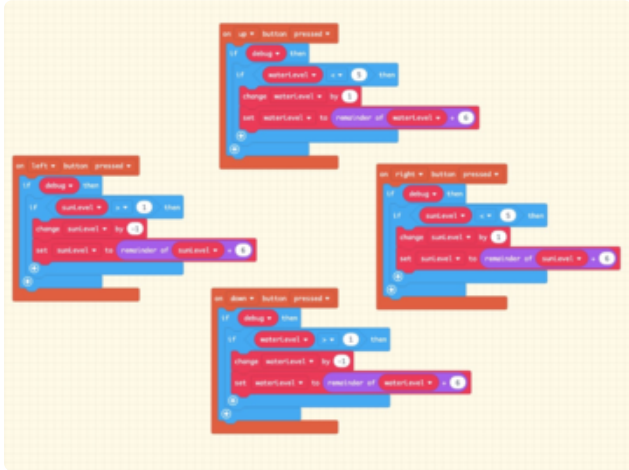 on up button pressed
if debug then
if waterLevel < 5 then
change waterLevel by 1
set waterLevel to remainder of waterLevel ÷ 6
on left button pressed
if debug then
if sunLevel > 1 then
change sunLevel by -1
set sunLevel to remainder of sunLevel ÷ 6
on right button pressed
if debug then
if sunLevel < 5 then
change sunLevel by 1
set sunLevel to remainder of sunLevel ÷ 6
on down button pressed
if debug then
if waterLevel > 1 then
change waterLevel by -1
set waterLevel to remainder of waterLevel ÷ 6